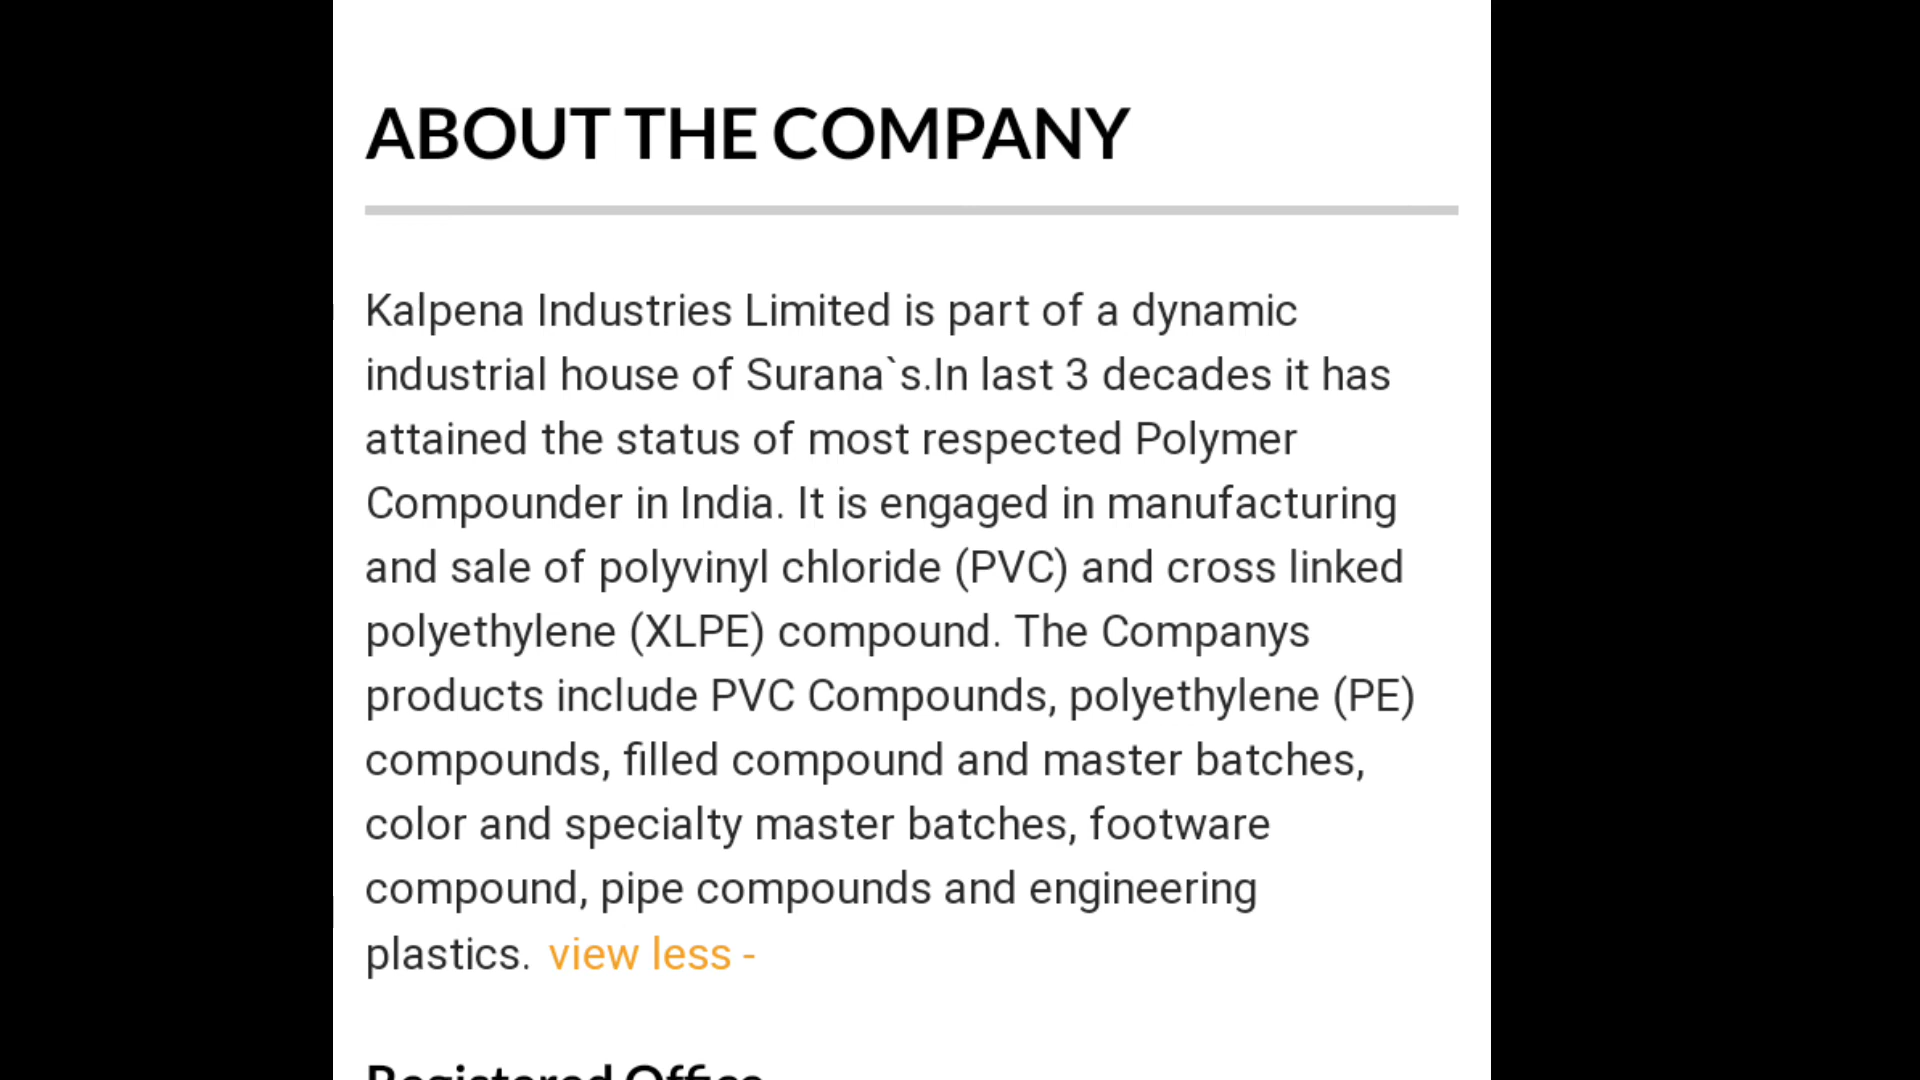 ABOUT THE COMPANY
Kalpena Industries Limited is part of a dynamic
industrial house of Surana`s.In last 3 decades it has
attained the status of most respected Polymer
Compounder in India. It is engaged in manufacturing
and sale of polyvinyl chloride (PVC) and cross linked
polyethylene (XLPE) compound. The Companys
products include PVC Compounds, polyethylene (PE)
compounds, filled compound and master batches,
color and specialty master batches, footware
compound, pipe compounds and engineering
plastics. view less -
Registered Office